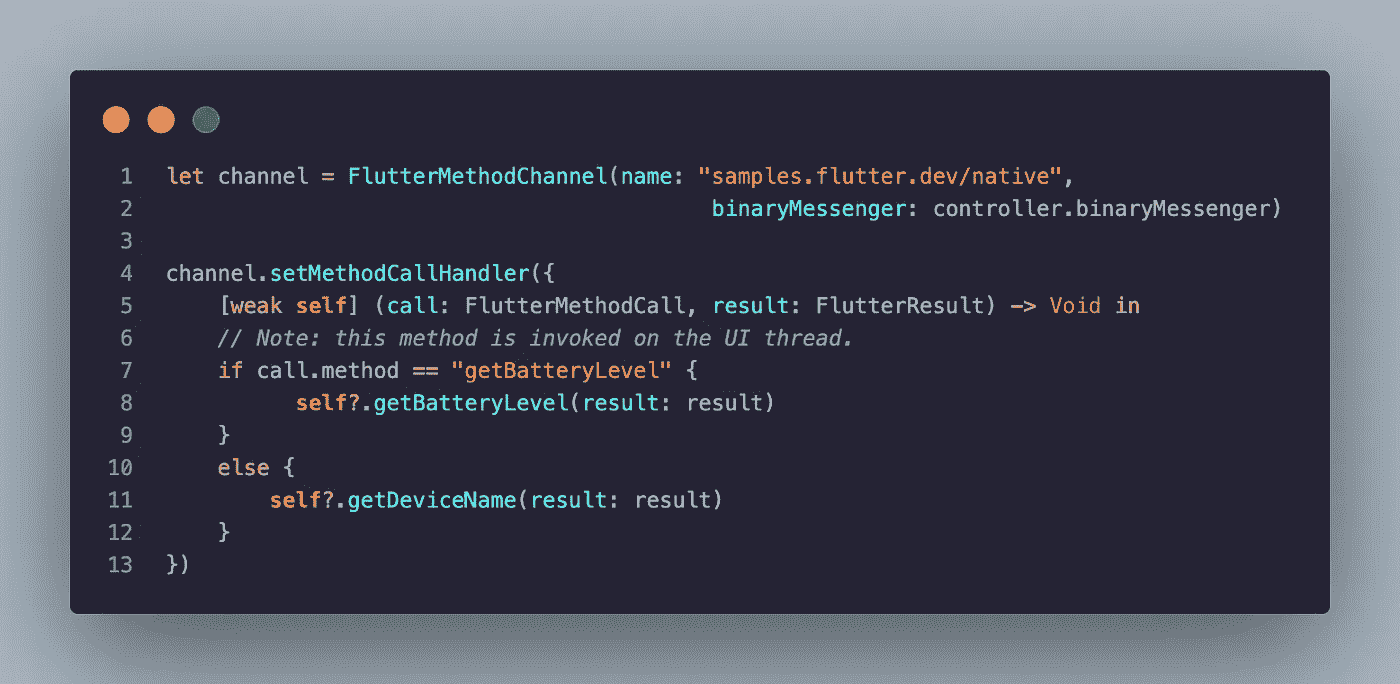 1 let channel = FlutterMethodChannel(name: "samples.flutter.dev/native",
2 binaryMessenger: controller.binaryMessenger)
3
4 channel.setMethodCallHandler({
5 [weak self] (call: FlutterMethodCall, result: FlutterResult) -> Void in
6 // Note: this method is invoked on the UI thread.
7 if call.method == "getBatteryLevel" {
8 self?.getBatteryLevel(result: result)
9 }
10 else {
11 self?.getDeviceName(result: result)
12 }
13 })